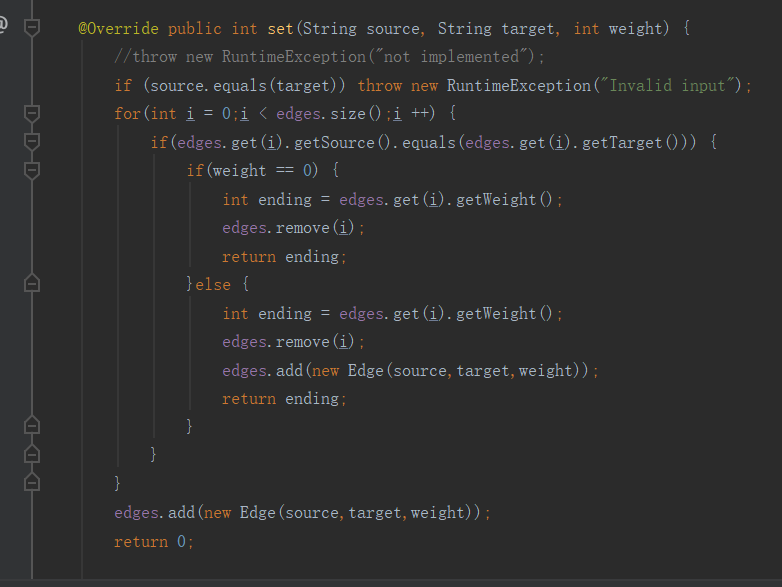 @Override public int set(String source, String target, int weight) {
//throw new RuntimeException("not implemented");
if (source.equals(target)) throw new RuntimeException("Invalid input");
for(int i = 0;i < edges.size();i ++) {
if(edges.get(i).getSource().equals(edges.get(i).getTarget())) {
if(weight == 0) {
int ending = edges.get(i).getWeight();
edges.remove(i);
return ending;
}else {
int ending = edges.get(i).getWeight();
edges.remove(i);
edges.add(new Edge(source,target,weight));
return ending;
}
}
}
edges.add(new Edge(source,target,weight));
return 0;